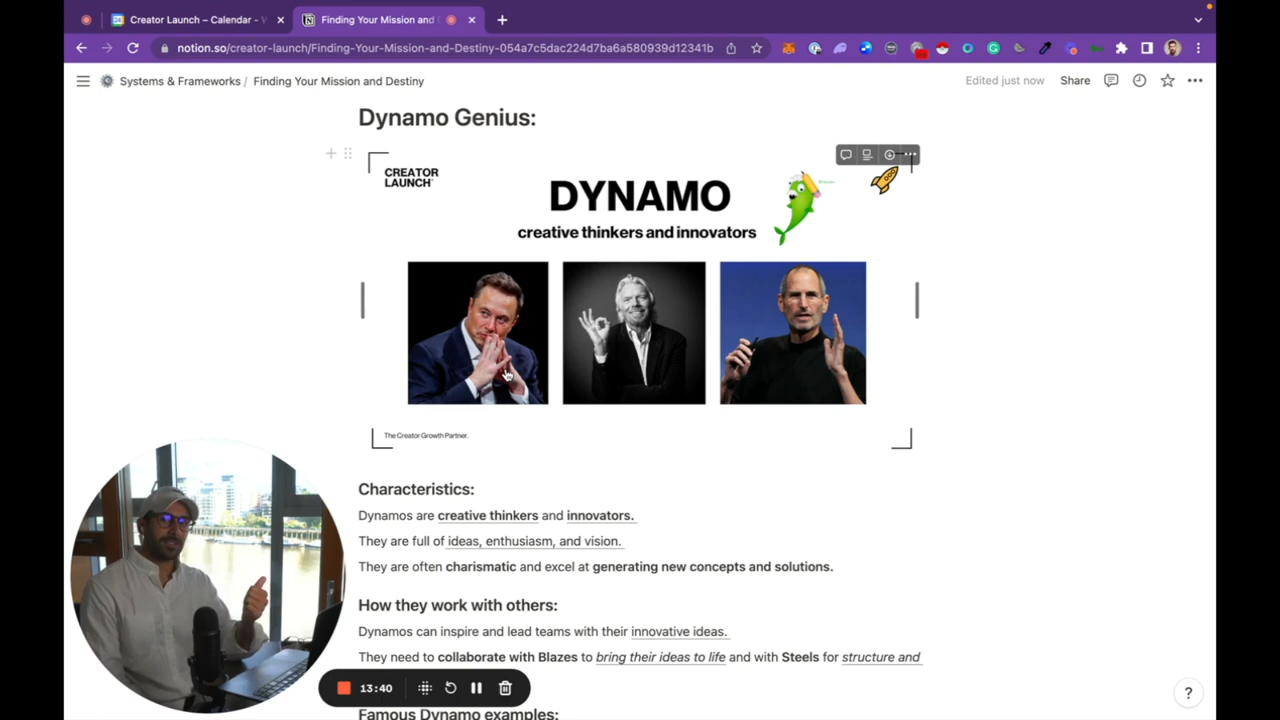 Creator Launch – Calendar -
Finding Your Mission and
notion.so/creator-launch/Finding-Your-Mission-and-Destiny-054a7c5dac224d7ba6a580939d12341b
Systems & Frameworks / Finding Your Mission and Destiny
Edited just now
Share
Dynamo Genius:
CREATOR
LAUNCH
DYNAMO
creative thinkers and innovators
The Creator Growth Partner.
Characteristics:
Dynamos are creative thinkers and innovators.
They are full of ideas, enthusiasm, and vision.
They are often charismatic and excel at generating new concepts and solutions.
How they work with others:
Dynamos can inspire and lead teams with their innovative ideas.
They need to collaborate with Blazes to bring their ideas to life and with Steels for structure and
13:40
Famous Dynamo examples:
?